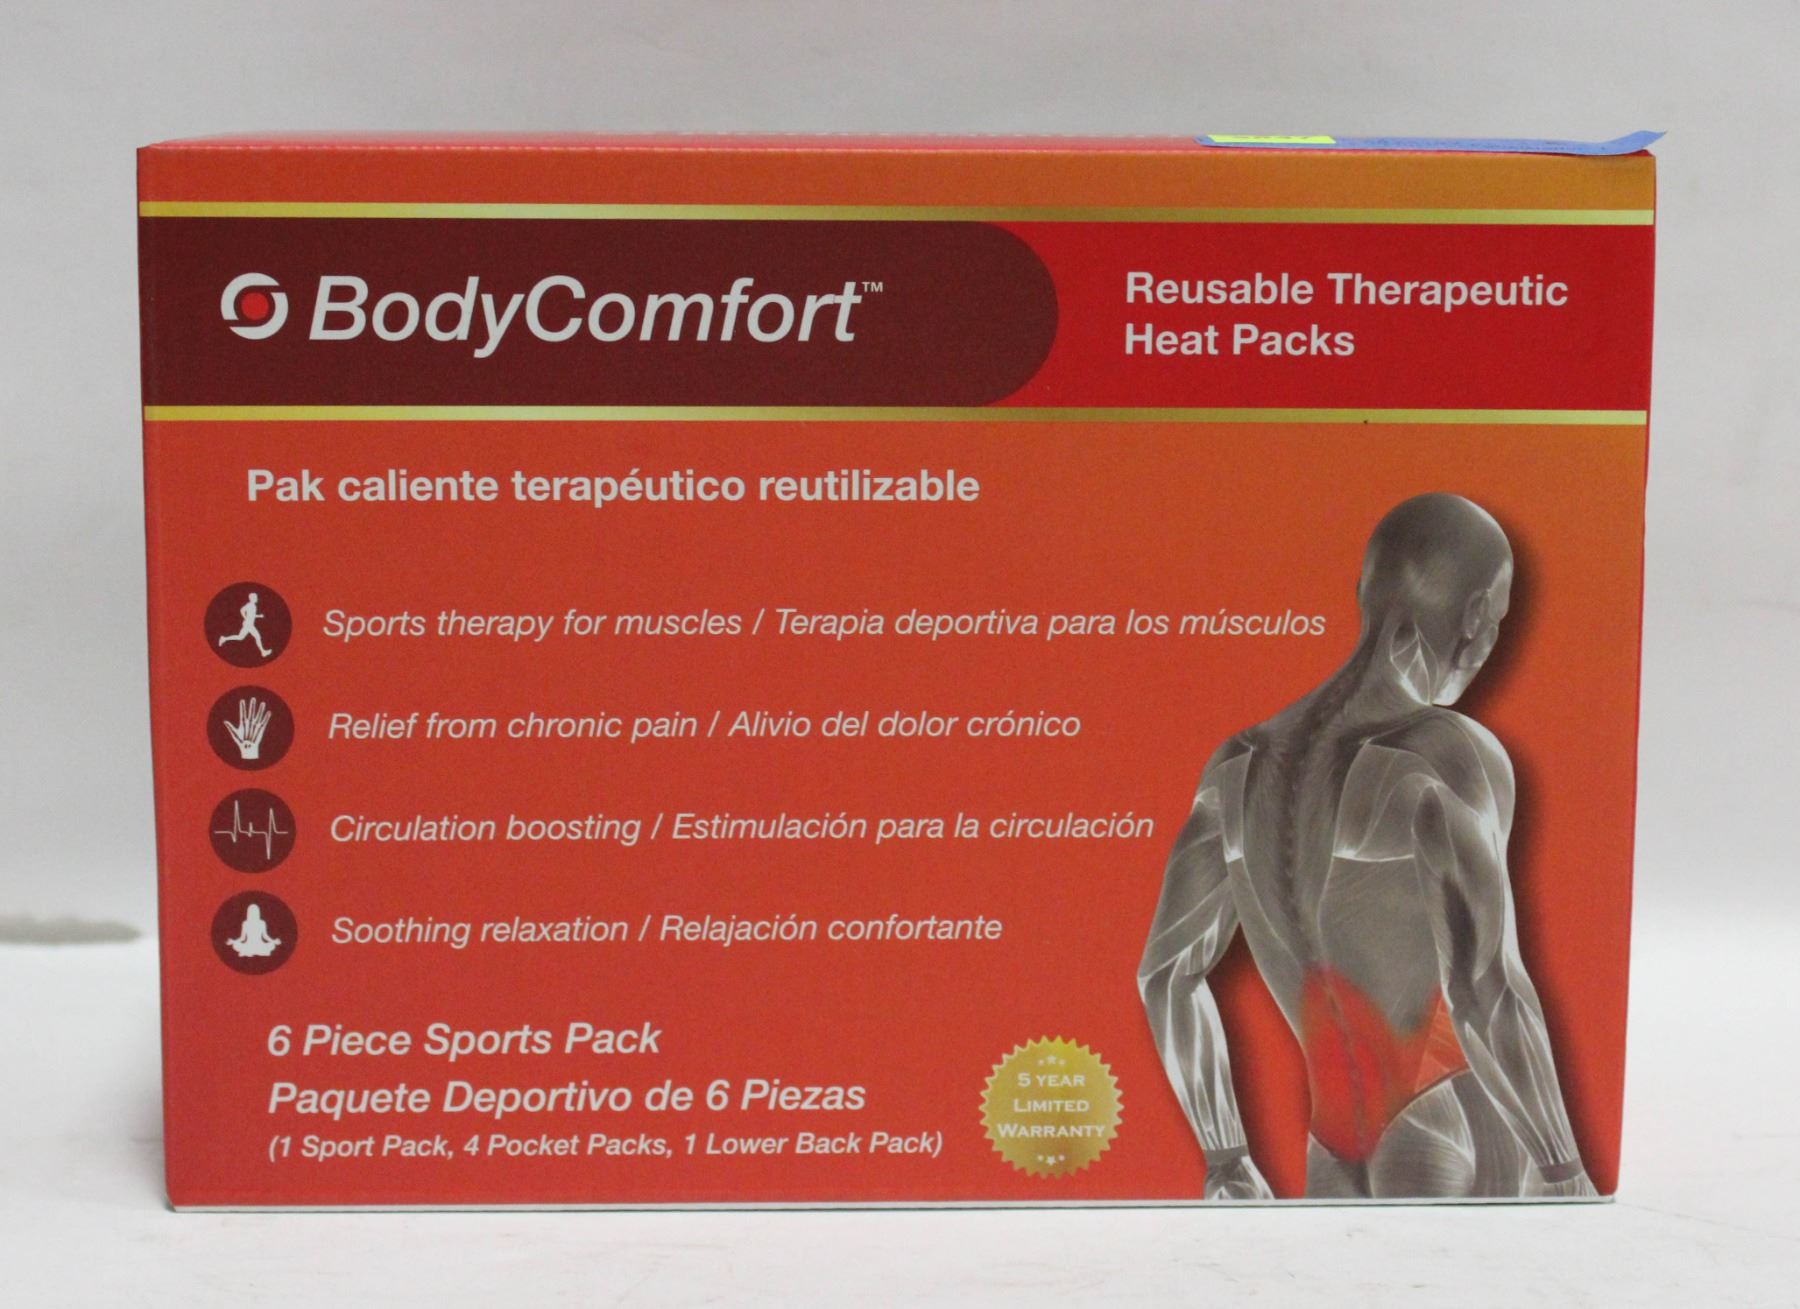 BodyComfort™
Reusable Therapeutic
Heat Packs
Pak caliente terapéutico reutilizable
Sports therapy for muscles / Terapia deportiva para los músculos
Relief from chronic pain / Alivio del dolor crónico
Circulation boosting / Estimulación para la circulación
Soothing relaxation / Relajación confortante
6 Piece Sports Pack
Paquete Deportivo de 6 Piezas
(1 Sport Pack, 4 Pocket Packs, 1 Lower Back Pack)
5 YEAR
LIMITED
WARRANTY